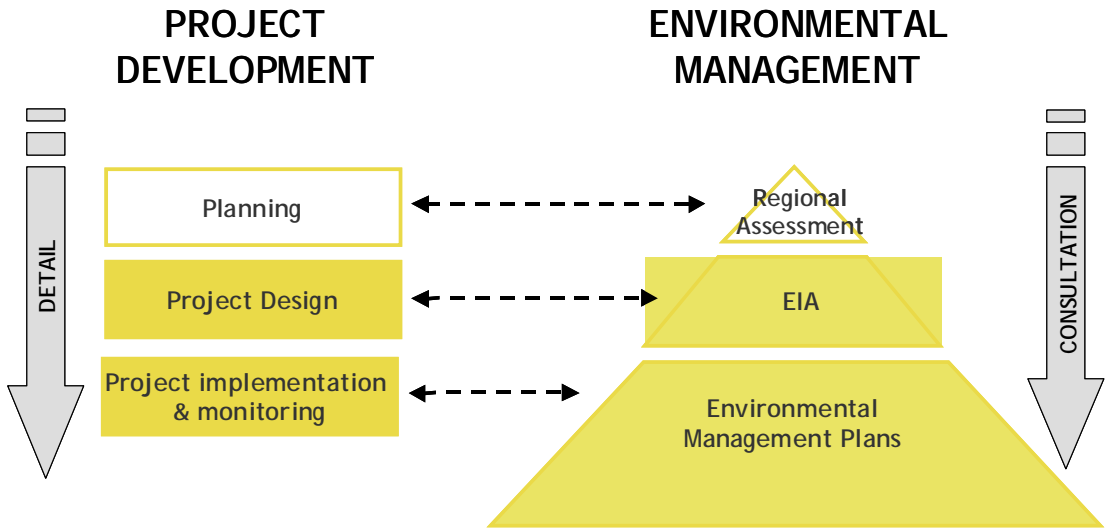 PROJECT
DEVELOPMENT
ENVIRONMENTAL
MANAGEMENT
DETAIL
Planning
Regional
Assessment
CONSULTATION
Project Design
EIA
Project implementation
& monitoring
Environmental
Management Plans